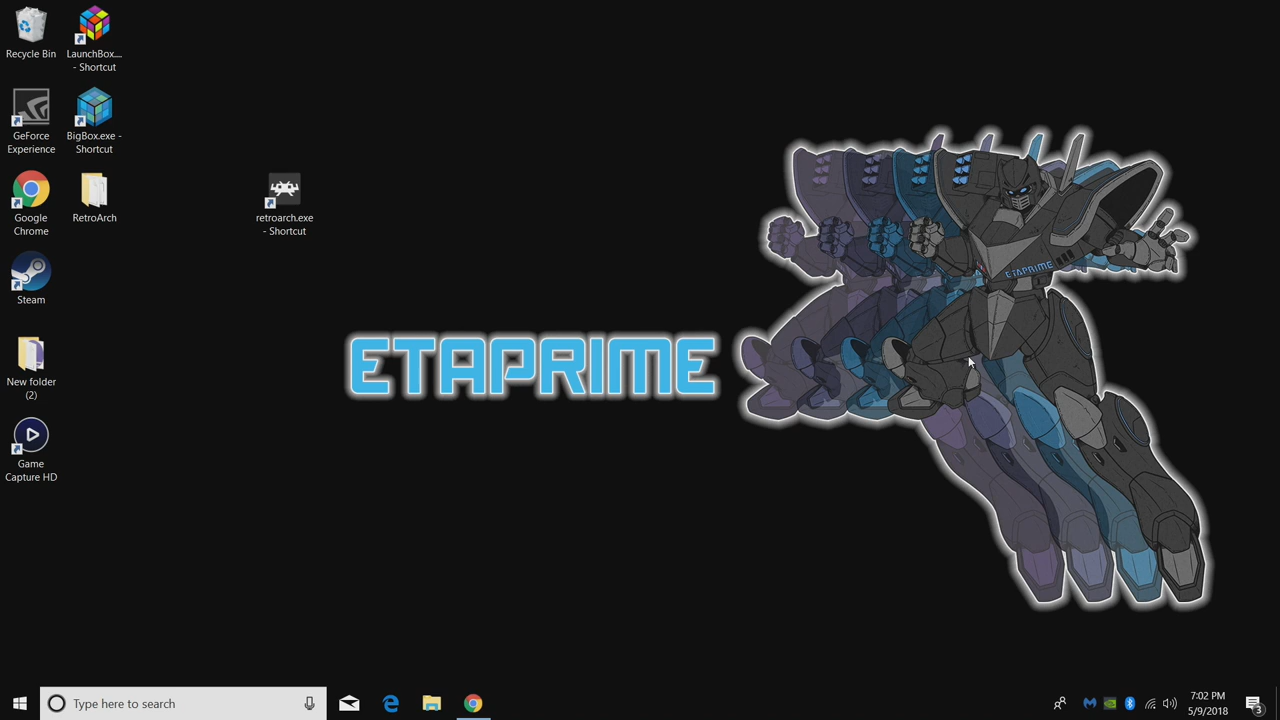 Recycle Bin
LaunchBox....
- Shortcut
GeForce
Experience
BigBox.exe -
Shortcut
Google
Chrome
RetroArch
retroarch.exe
- Shortcut
Steam
New folder
(2)
Game
Capture HD
ETAPRIME
ETAPRIME
Type here to search
7:02 PM
5/9/2018
3